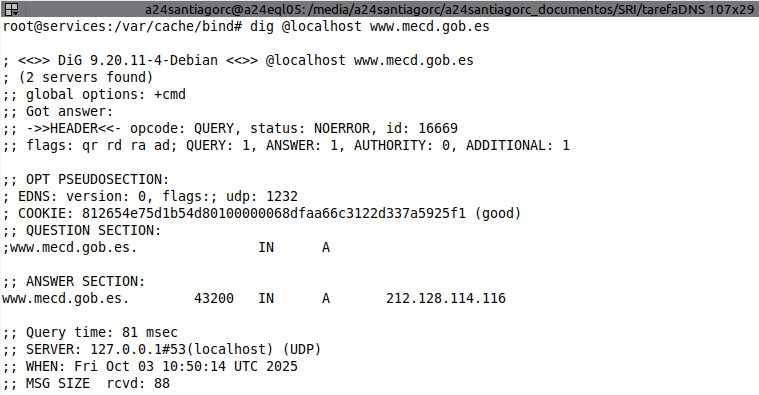 a24santiagorc@a24eql05: /media/a24santiagorc/a24santiagorc_documentos/SRI/tarefaDNS 107x29
root@services:/var/cache/bind# dig @localhost www.mecd.gob.es

; <<>> DiG 9.20.11-4-Debian <<>> @localhost www.mecd.gob.es
; (2 servers found)
;; global options: +cmd
;; Got answer:
;; ->>HEADER<<- opcode: QUERY, status: NOERROR, id: 16669
;; flags: qr rd ra ad; QUERY: 1, ANSWER: 1, AUTHORITY: 0, ADDITIONAL: 1

;; OPT PSEUDOSECTION:
; EDNS: version: 0, flags:; udp: 1232
; COOKIE: 812654e75d1b54d80100000068dfaa66c3122d337a5925f1 (good)
;; QUESTION SECTION:
;www.mecd.gob.es.		IN	A

;; ANSWER SECTION:
www.mecd.gob.es.	43200	IN	A	212.128.114.116

;; Query time: 81 msec
;; SERVER: 127.0.0.1#53(localhost) (UDP)
;; WHEN: Fri Oct 03 10:50:14 UTC 2025
;; MSG SIZE  rcvd: 88